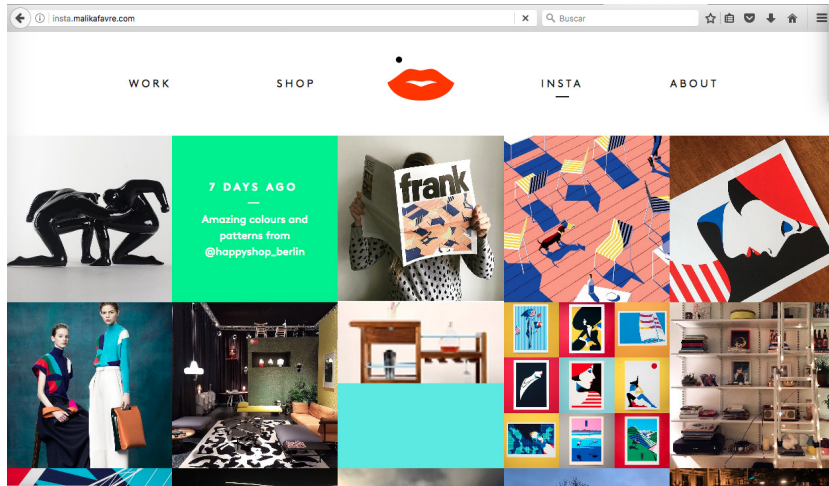 insta.malikafavre.com
Buscar
WORK
SHOP
INSTA
ABOUT
7 DAYS AGO
Amazing colours and
patterns from
@happyshop_berlin
frank